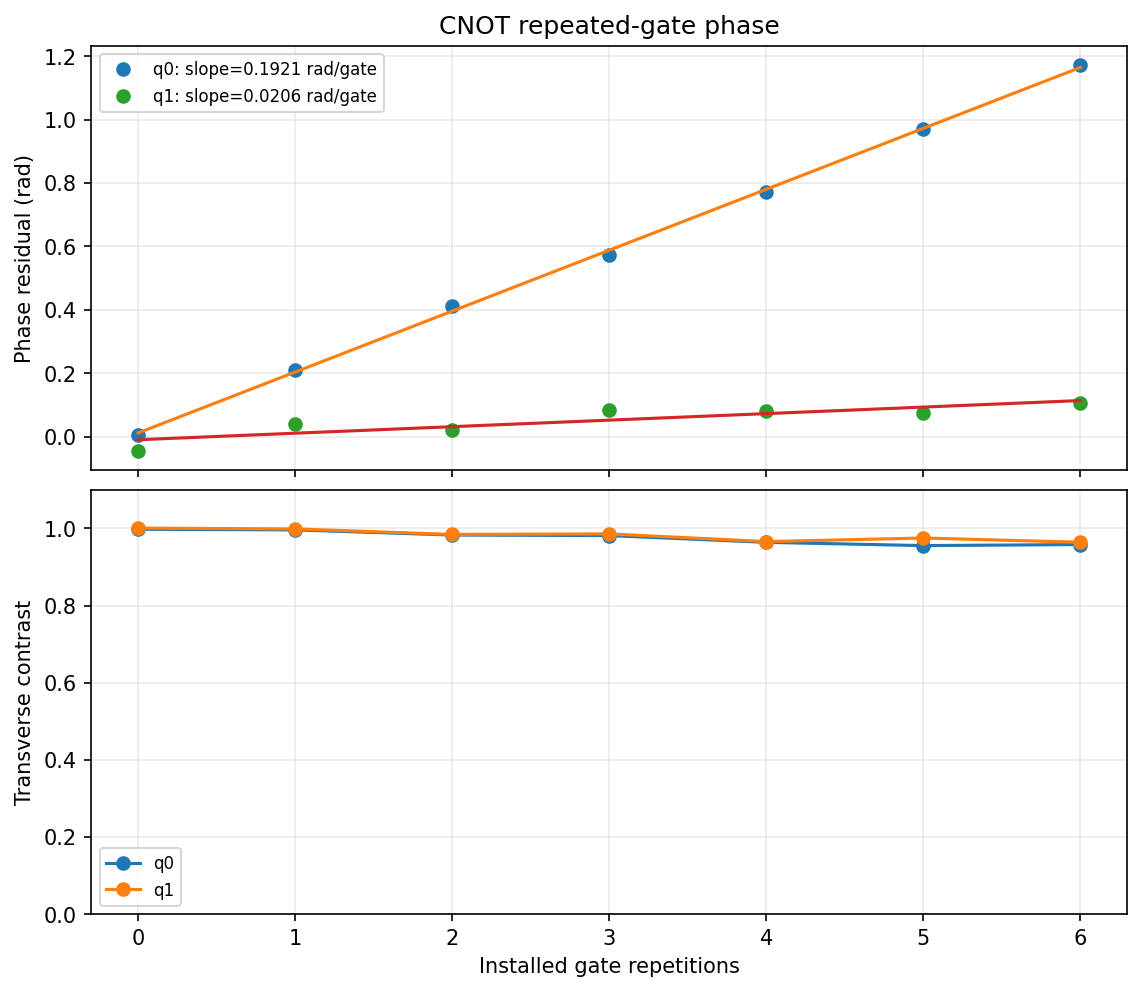 CNOT repeated-gate phase
1.2
1.0
0.8
0.6
0.4
0.2
0.0
Phase residual (rad)
q0: slope=0.1921 rad/gate
q1: slope=0.0206 rad/gate
1.0
0.8
0.6
0.4
0.2
0.0
Transverse contrast
q0
q1
0 1 2 3 4 5 6
Installed gate repetitions